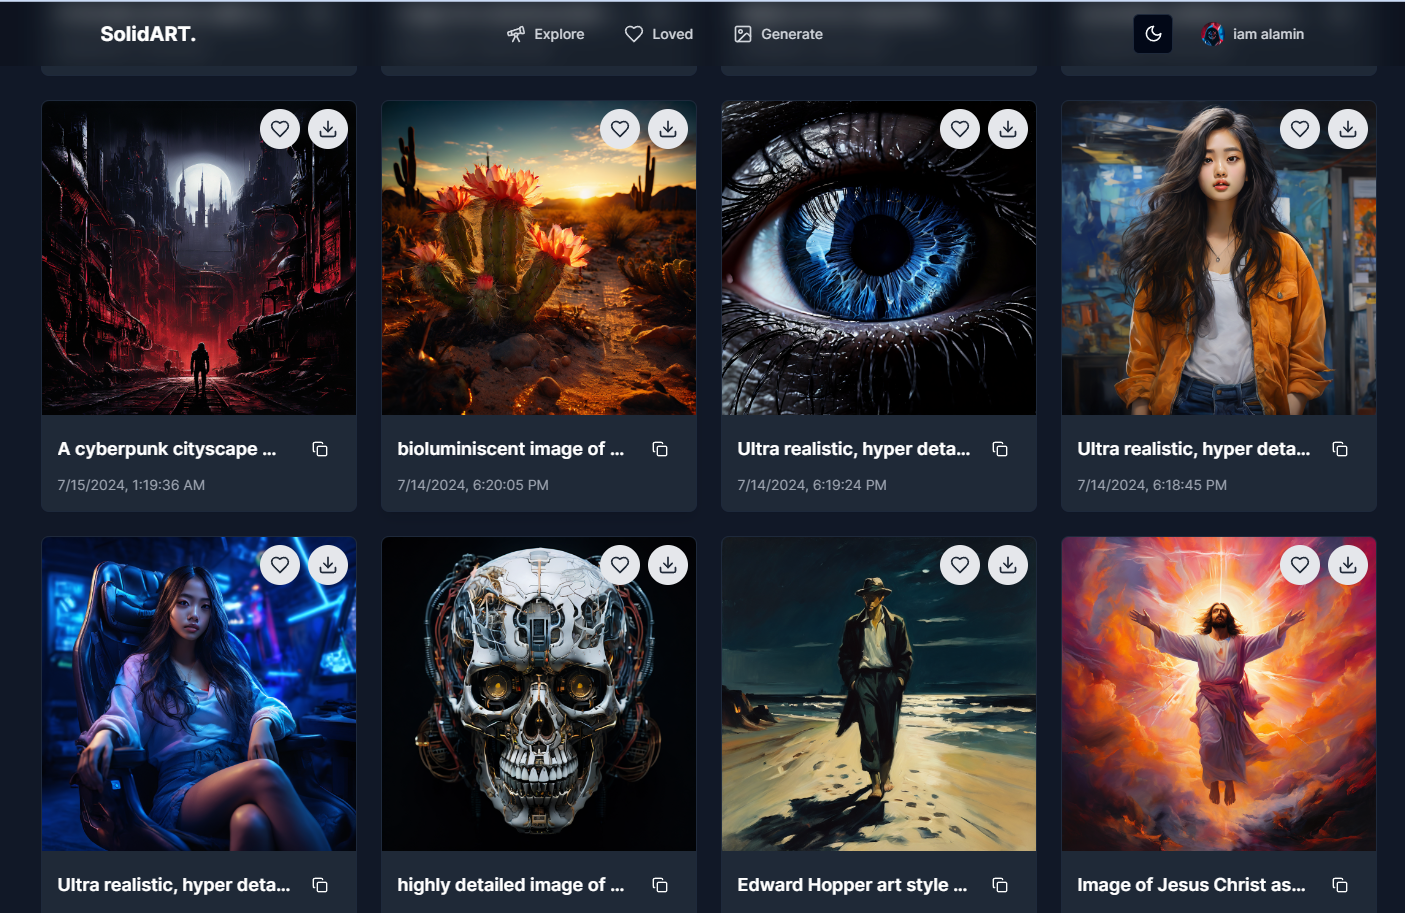 SolidART.
Explore
Loved
Generate
iam alamin
A cyberpunk cityscape ...
7/15/2024, 1:19:36 AM
bioluminiscent image of ...
7/14/2024, 6:20:05 PM
Ultra realistic, hyper deta...
7/14/2024, 6:19:24 PM
Ultra realistic, hyper deta...
7/14/2024, 6:18:45 PM
Ultra realistic, hyper deta...
highly detailed image of ...
Edward Hopper art style ...
Image of Jesus Christ as...